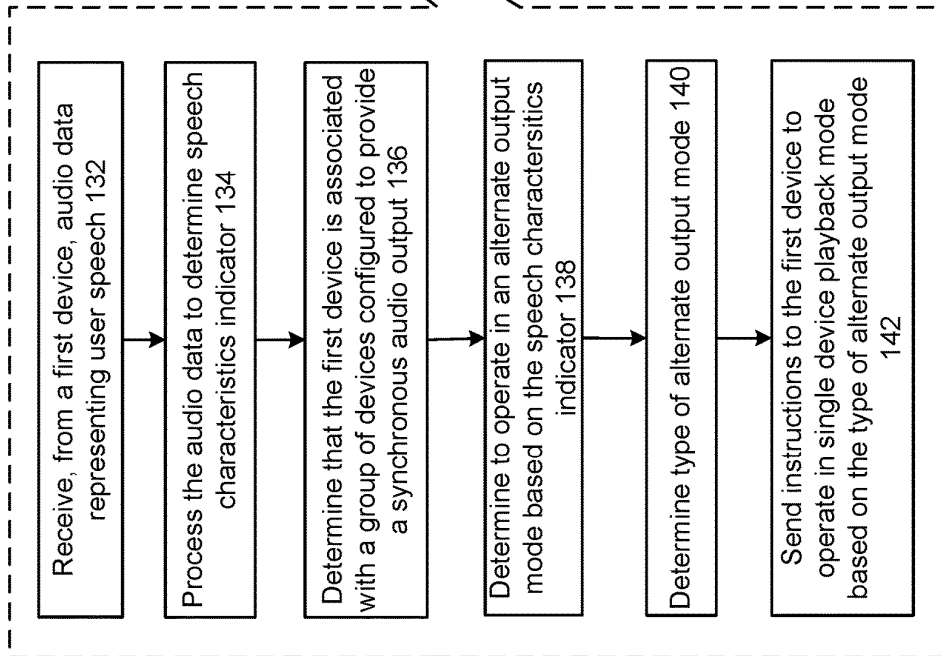 Receive, from a first device, audio data
representing user speech 132
Process the audio data to determine speech
characteristics indicator 134
Determine that the first device is associated
with a group of devices configured to provide
a synchronous audio output 136
Determine to operate in an alternate output
mode based on the speech charactersitics
indicator 138
Determine type of alternate output mode 140
Send instructions to the first device to
operate in single device playback mode
based on the type of alternate output mode
142